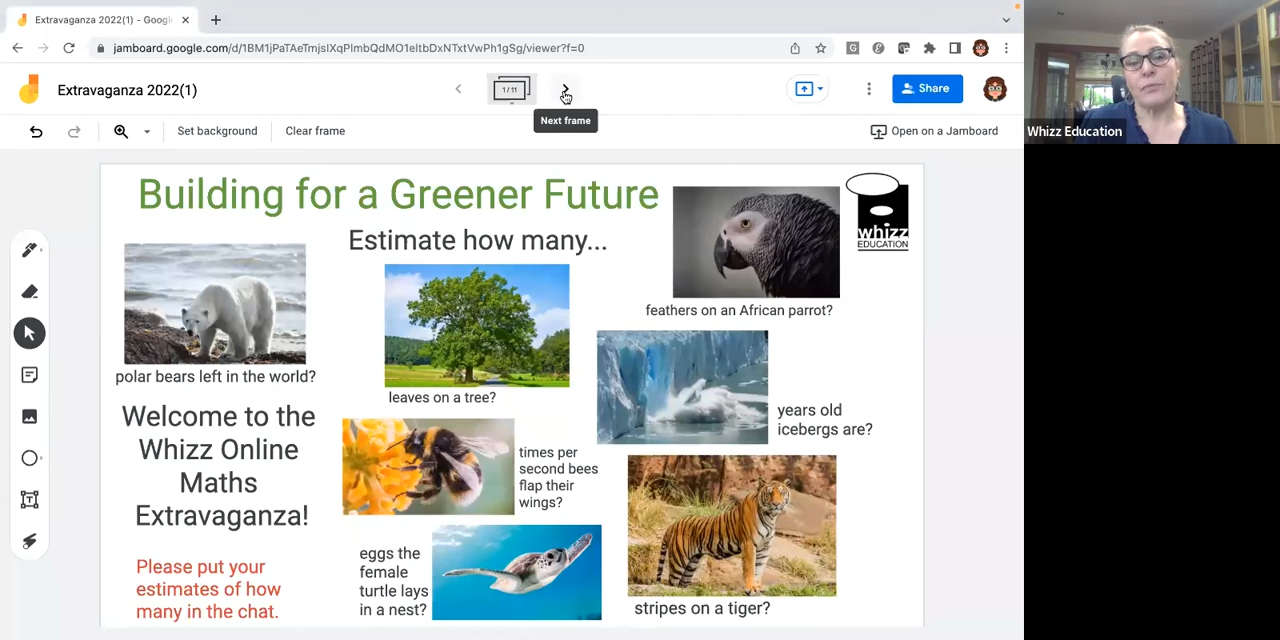 Extravaganza 2022(1) - Googl
jamboard.google.com/d/1BM1jPaTAeTmjslXqPlmbQdMO1eltbDxNTxtVwPh1gSg/viewer?f=0
Extravaganza 2022(1)
1 / 11
Share
Next frame
Set background
Clear frame
Open on a Jamboard
Whizz Education
Building for a Greener Future
Estimate how many...
whizz
EDUCATION
feathers on an African parrot?
polar bears left in the world?
leaves on a tree?
years old
icebergs are?
Welcome to the
Whizz Online
Maths
Extravaganza!
times per
second bees
flap their
wings?
eggs the
female
turtle lays
in a nest?
stripes on a tiger?
Please put your
estimates of how
many in the chat.